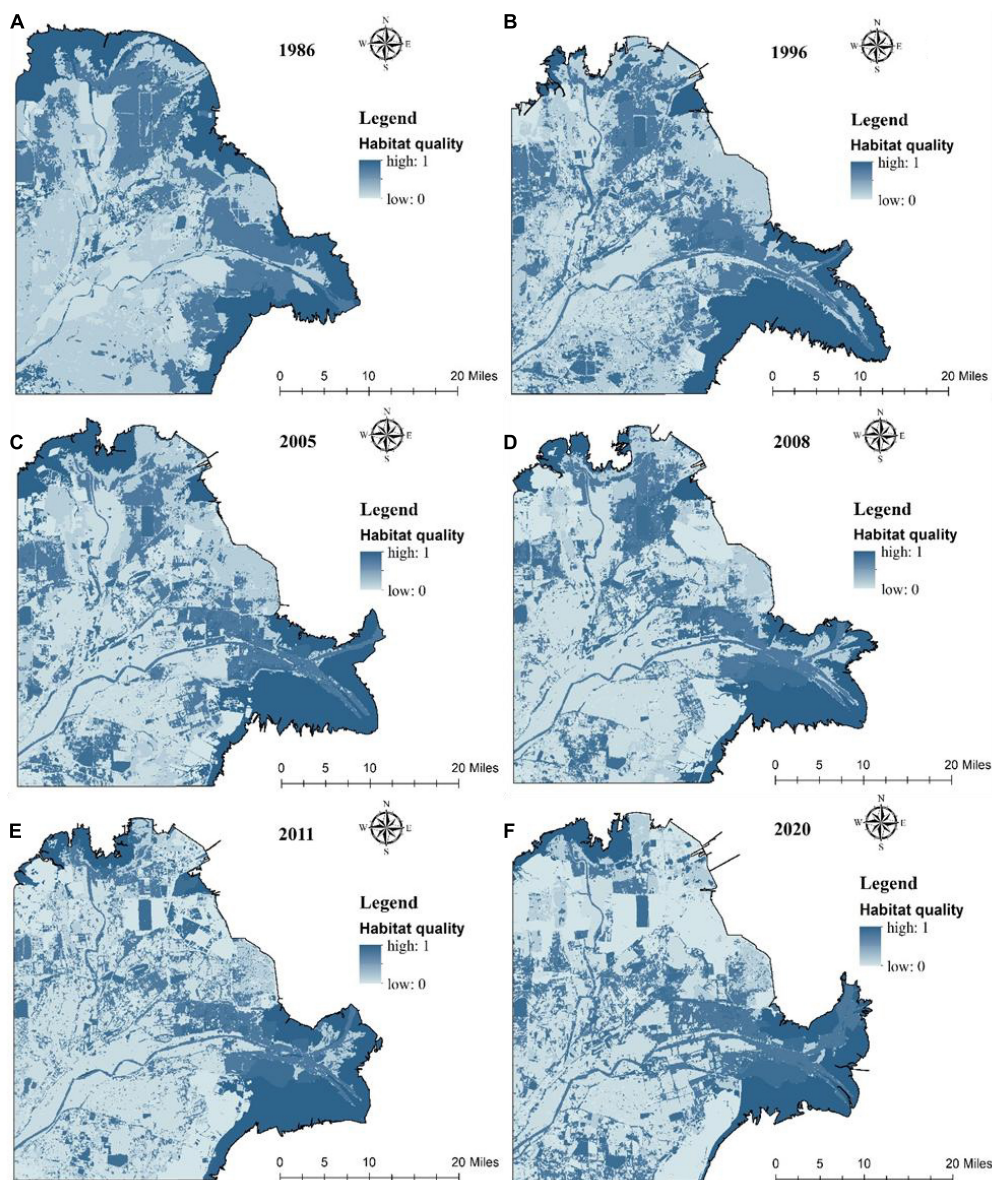 A
1986
N
W E
S
Legend
Habitat quality
high: 1
low: 0
0 5 10 20 Miles
B
1996
N
W E
S
Legend
Habitat quality
high: 1
low: 0
0 5 10 20 Miles
C
2005
N
W E
S
Legend
Habitat quality
high: 1
low: 0
0 5 10 20 Miles
D
2008
N
W E
S
Legend
Habitat quality
high: 1
low: 0
0 5 10 20 Miles
E
2011
N
W E
S
Legend
Habitat quality
high: 1
low: 0
0 5 10 20 Miles
F
2020
N
W E
S
Legend
Habitat quality
high: 1
low: 0
0 5 10 20 Miles